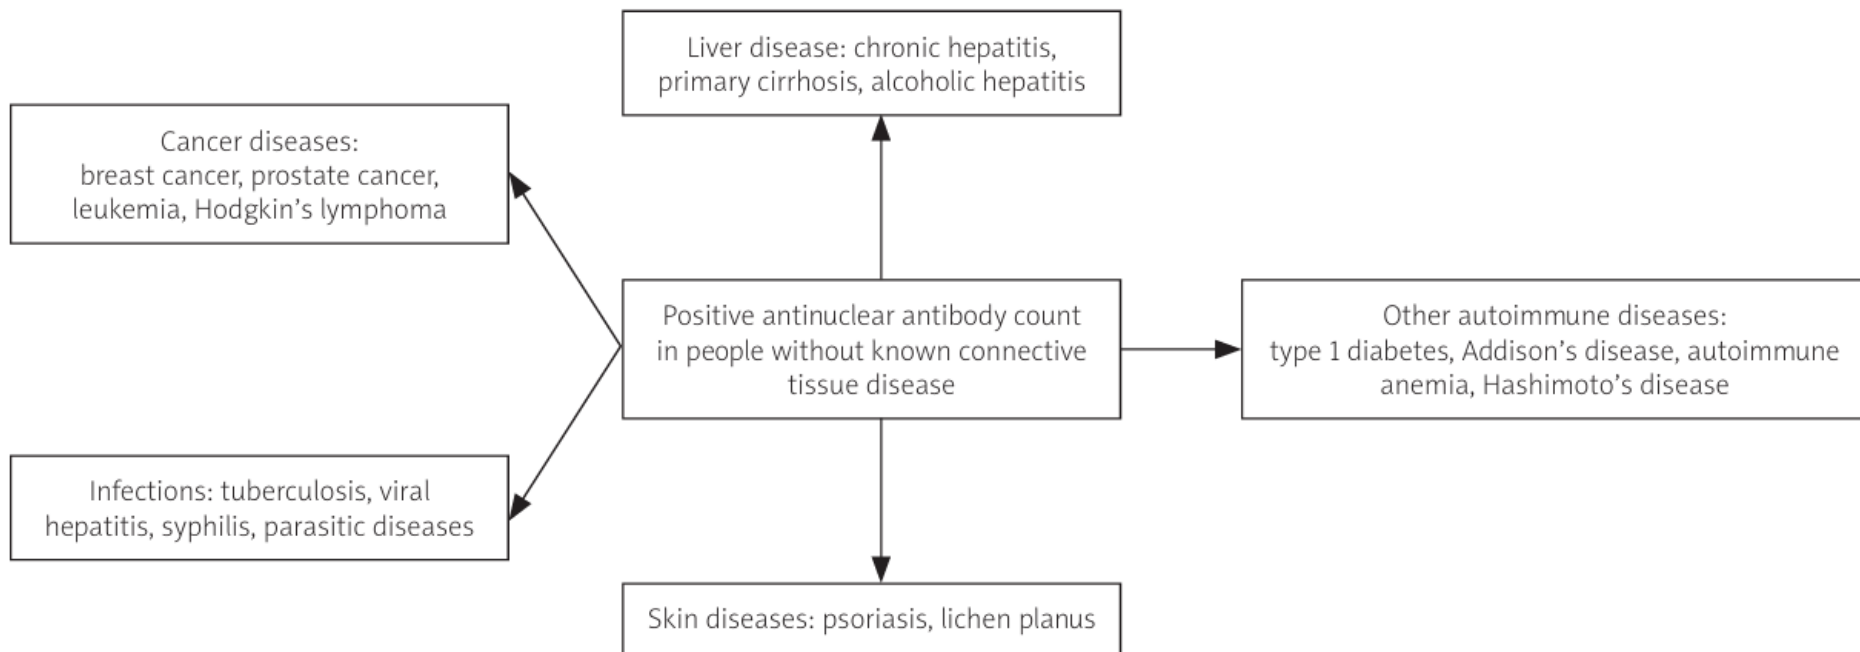 Liver disease: chronic hepatitis,
primary cirrhosis, alcoholic hepatitis
Cancer diseases:
breast cancer, prostate cancer,
leukemia, Hodgkin’s lymphoma
Positive antinuclear antibody count
in people without known connective
tissue disease
Other autoimmune diseases:
type 1 diabetes, Addison’s disease, autoimmune
anemia, Hashimoto’s disease
Infections: tuberculosis, viral
hepatitis, syphilis, parasitic diseases
Skin diseases: psoriasis, lichen planus